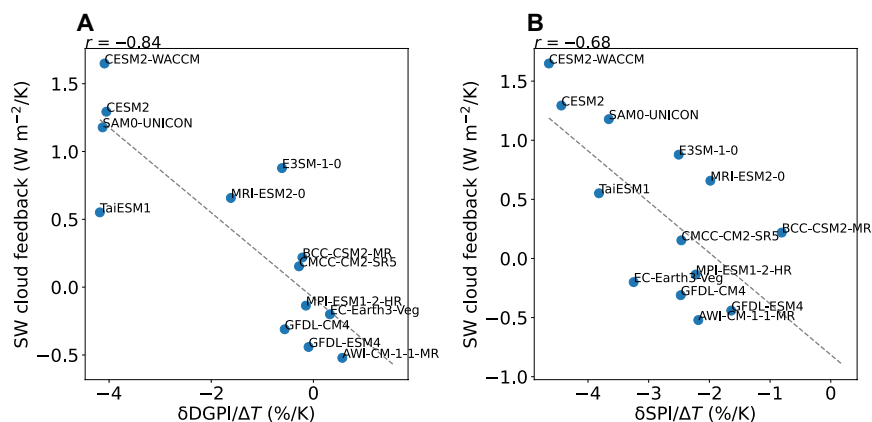 A
r = −0.84
CESM2-WACCM
CESM2
SAM0-UNICON
E3SM-1-0
MRI-ESM2-0
TaiESM1
BCC-CSM2-MR
CMCC-CM2-SR5
MPI-ESM1-2-HR
EC-Earth3-Veg
GFDL-CM4
GFDL-ESM4
AWI-CM-1-1-MR
1.5
1.0
0.5
0.0
−0.5
SW cloud feedback (W m⁻²/K)
−4 −2 0
δDGPI/ΔT (%/K)
B
r = −0.68
CESM2-WACCM
CESM2
SAM0-UNICON
E3SM-1-0
MRI-ESM2-0
TaiESM1
BCC-CSM2-MR
CMCC-CM2-SR5
MPI-ESM1-2-HR
EC-Earth3-Veg
GFDL-CM4
GFDL-ESM4
AWI-CM-1-1-MR
1.5
1.0
0.5
0.0
−0.5
−1.0
SW cloud feedback (W m⁻²/K)
−4 −3 −2 −1 0
δSPI/ΔT (%/K)